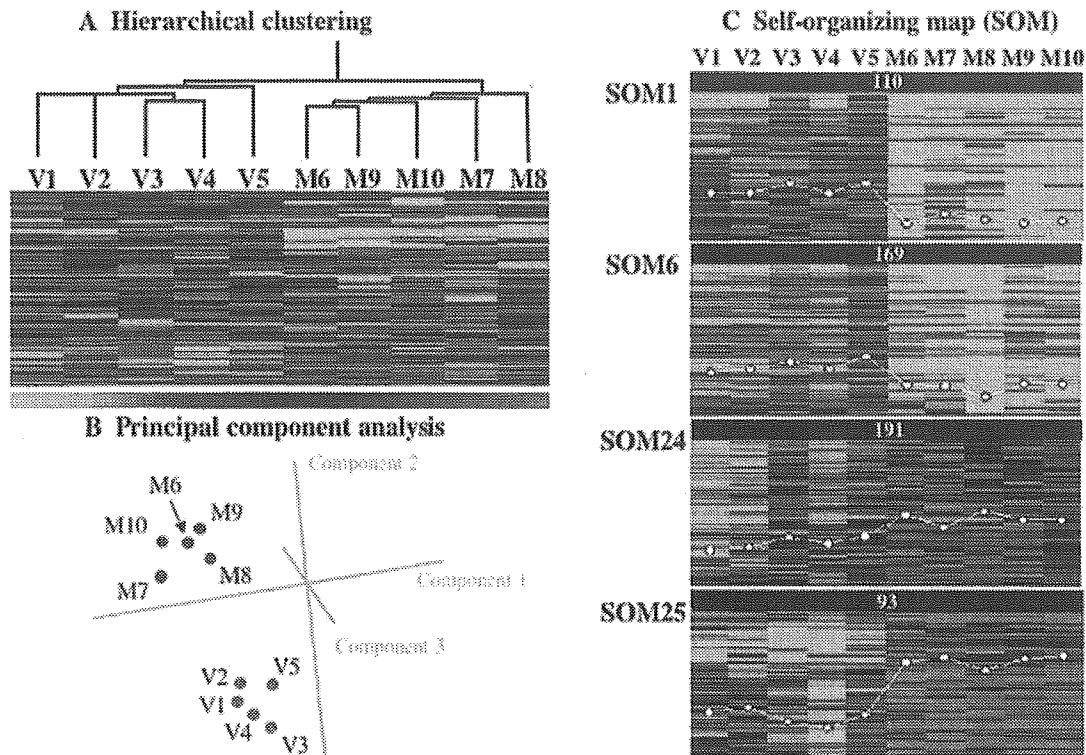 A Hierarchical clustering
V1 V2 V3 V4 V5 M6 M9 M10 M7 M8
B Principal component analysis
Component 2
M6
M10 M9
M8
M7
Component 1
Component 3
V2 V5
V1
V4 V3
C Self-organizing map (SOM)
V1 V2 V3 V4 V5 M6 M7 M8 M9 M10
SOM1 110
SOM6 169
SOM24 191
SOM25 93